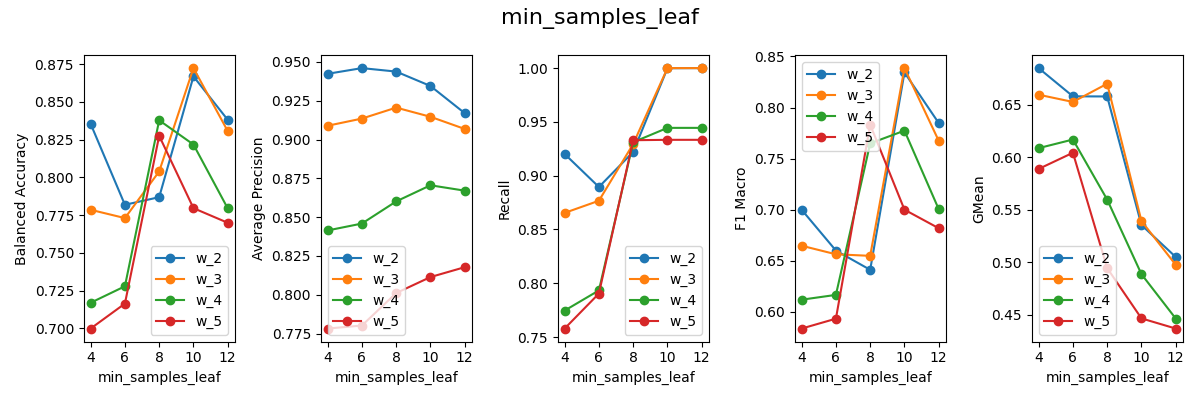 min_samples_leaf
Balanced Accuracy
0.875
0.850
0.825
0.800
0.775
0.750
0.725
0.700
4 6 8 10 12
min_samples_leaf
w_2
w_3
w_4
w_5
Average Precision
0.950
0.925
0.900
0.875
0.850
0.825
0.800
0.775
4 6 8 10 12
min_samples_leaf
w_2
w_3
w_4
w_5
Recall
1.00
0.95
0.90
0.85
0.80
0.75
4 6 8 10 12
min_samples_leaf
w_2
w_3
w_4
w_5
F1 Macro
0.85
0.80
0.75
0.70
0.65
0.60
4 6 8 10 12
min_samples_leaf
w_2
w_3
w_4
w_5
GMean
0.65
0.60
0.55
0.50
0.45
4 6 8 10 12
min_samples_leaf
w_2
w_3
w_4
w_5